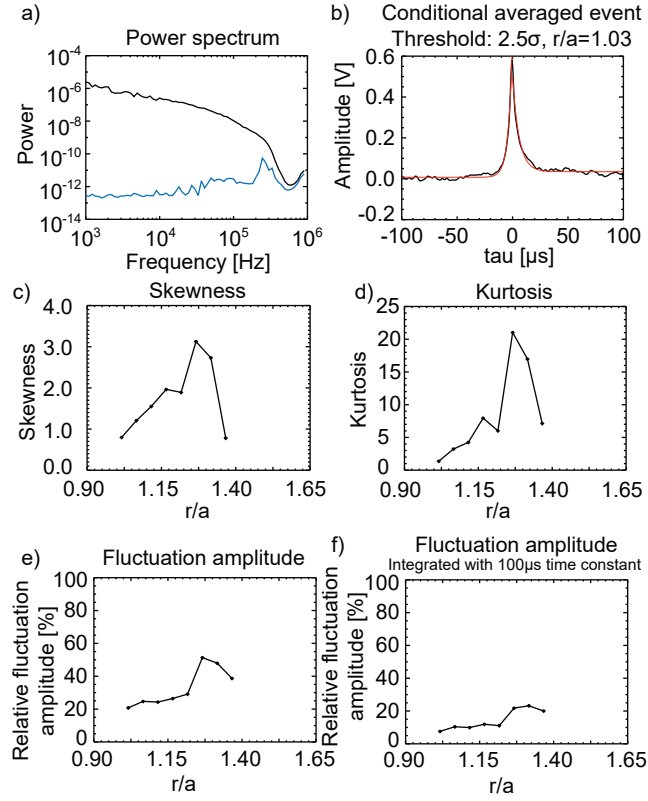 a)
Power spectrum
10^-4
10^-6
10^-8
10^-10
10^-12
10^-14
Power
10^3
10^4
10^5
10^6
Frequency [Hz]
b)
Conditional averaged event
Threshold: 2.5σ, r/a=1.03
0.6
0.4
0.2
0.0
-0.2
Amplitude [V]
-100
-50
0
50
100
tau [µs]
c)
Skewness
4.0
3.0
2.0
1.0
0.0
Skewness
0.90
1.15
1.40
1.65
r/a
d)
Kurtosis
25
20
15
10
5
0
Kurtosis
0.90
1.15
1.40
1.65
r/a
e)
Fluctuation amplitude
100
80
60
40
20
0
Relative fluctuation
amplitude [%]
0.90
1.15
1.40
1.65
r/a
f)
Fluctuation amplitude
Integrated with 100µs time constant
100
80
60
40
20
0
Relative fluctuation
amplitude [%]
0.90
1.15
1.40
1.65
r/a